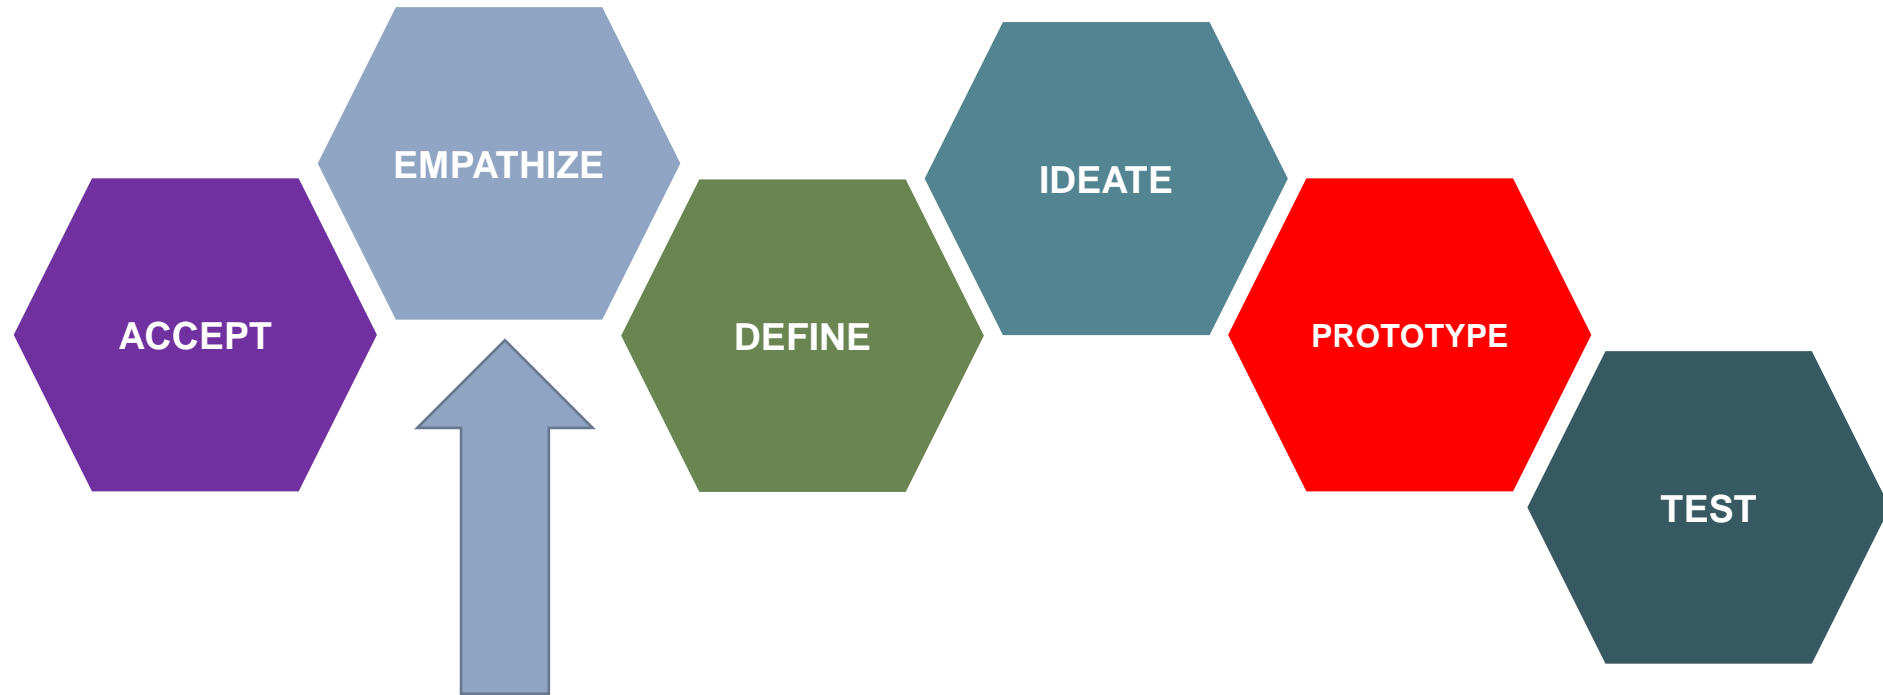 ACCEPT
EMPATHIZE
DEFINE
IDEATE
PROTOTYPE
TEST